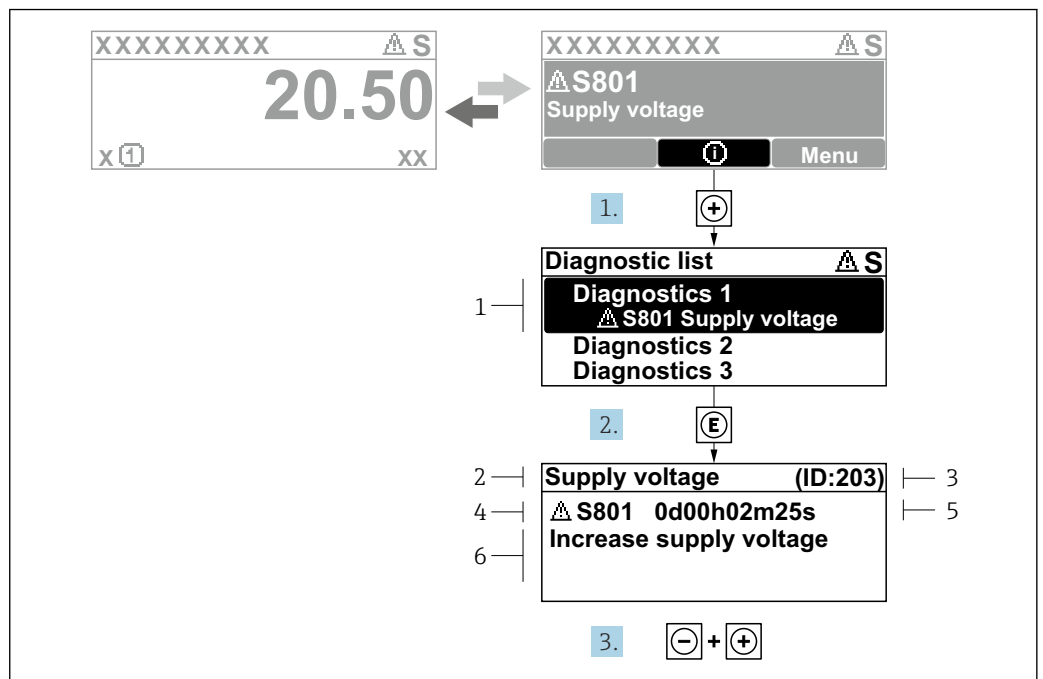 XXXXXXXXX ⚠ S
20.50
x ① xx
XXXXXXXXX ⚠ S
⚠ S801
Supply voltage
ⓘ Menu
1. +
Diagnostic list ⚠ S
1
Diagnostics 1
⚠ S801 Supply voltage
Diagnostics 2
Diagnostics 3
2. E
2 Supply voltage (ID:203) 3
4 ⚠ S801 0d00h02m25s 5
6 Increase supply voltage
3. - + +